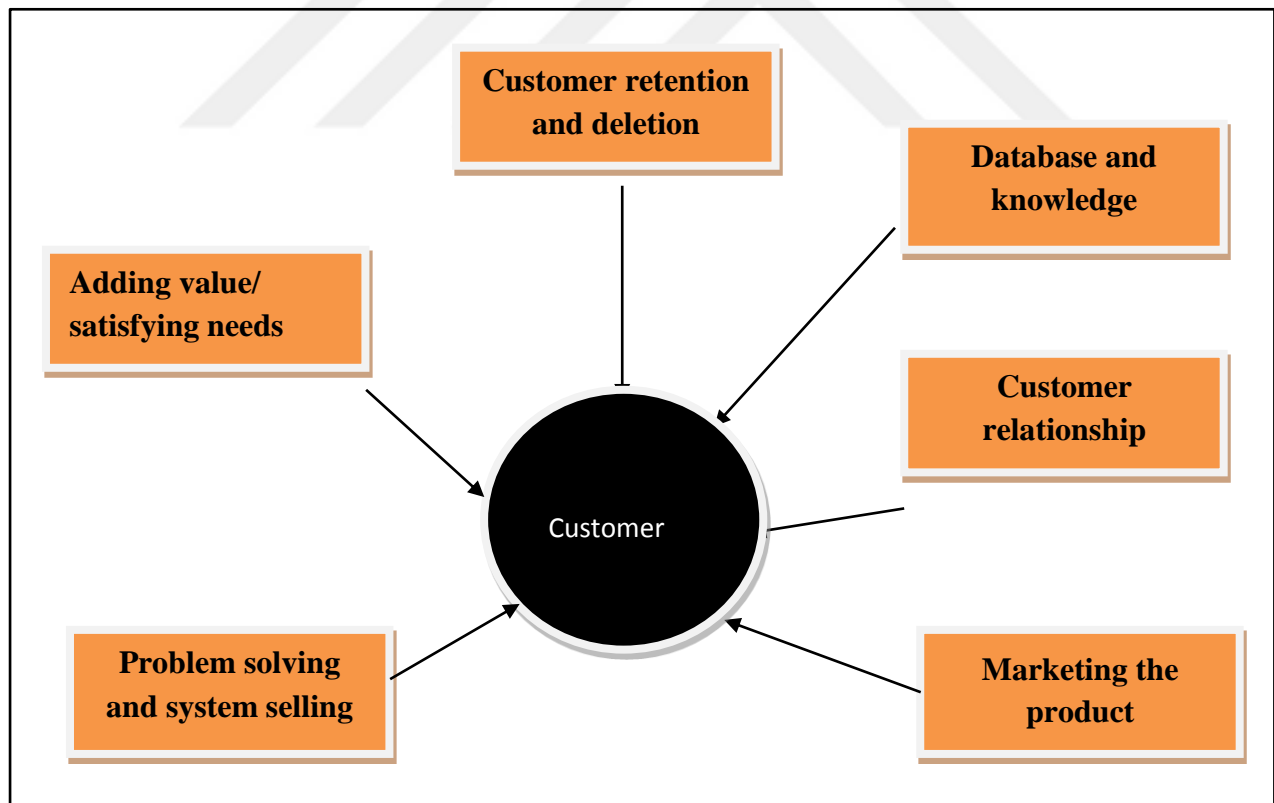 Customer retention
and deletion
Database and
knowledge
Adding value/
satisfying needs
Customer
relationship
Customer
Problem solving
and system selling
Marketing the
product